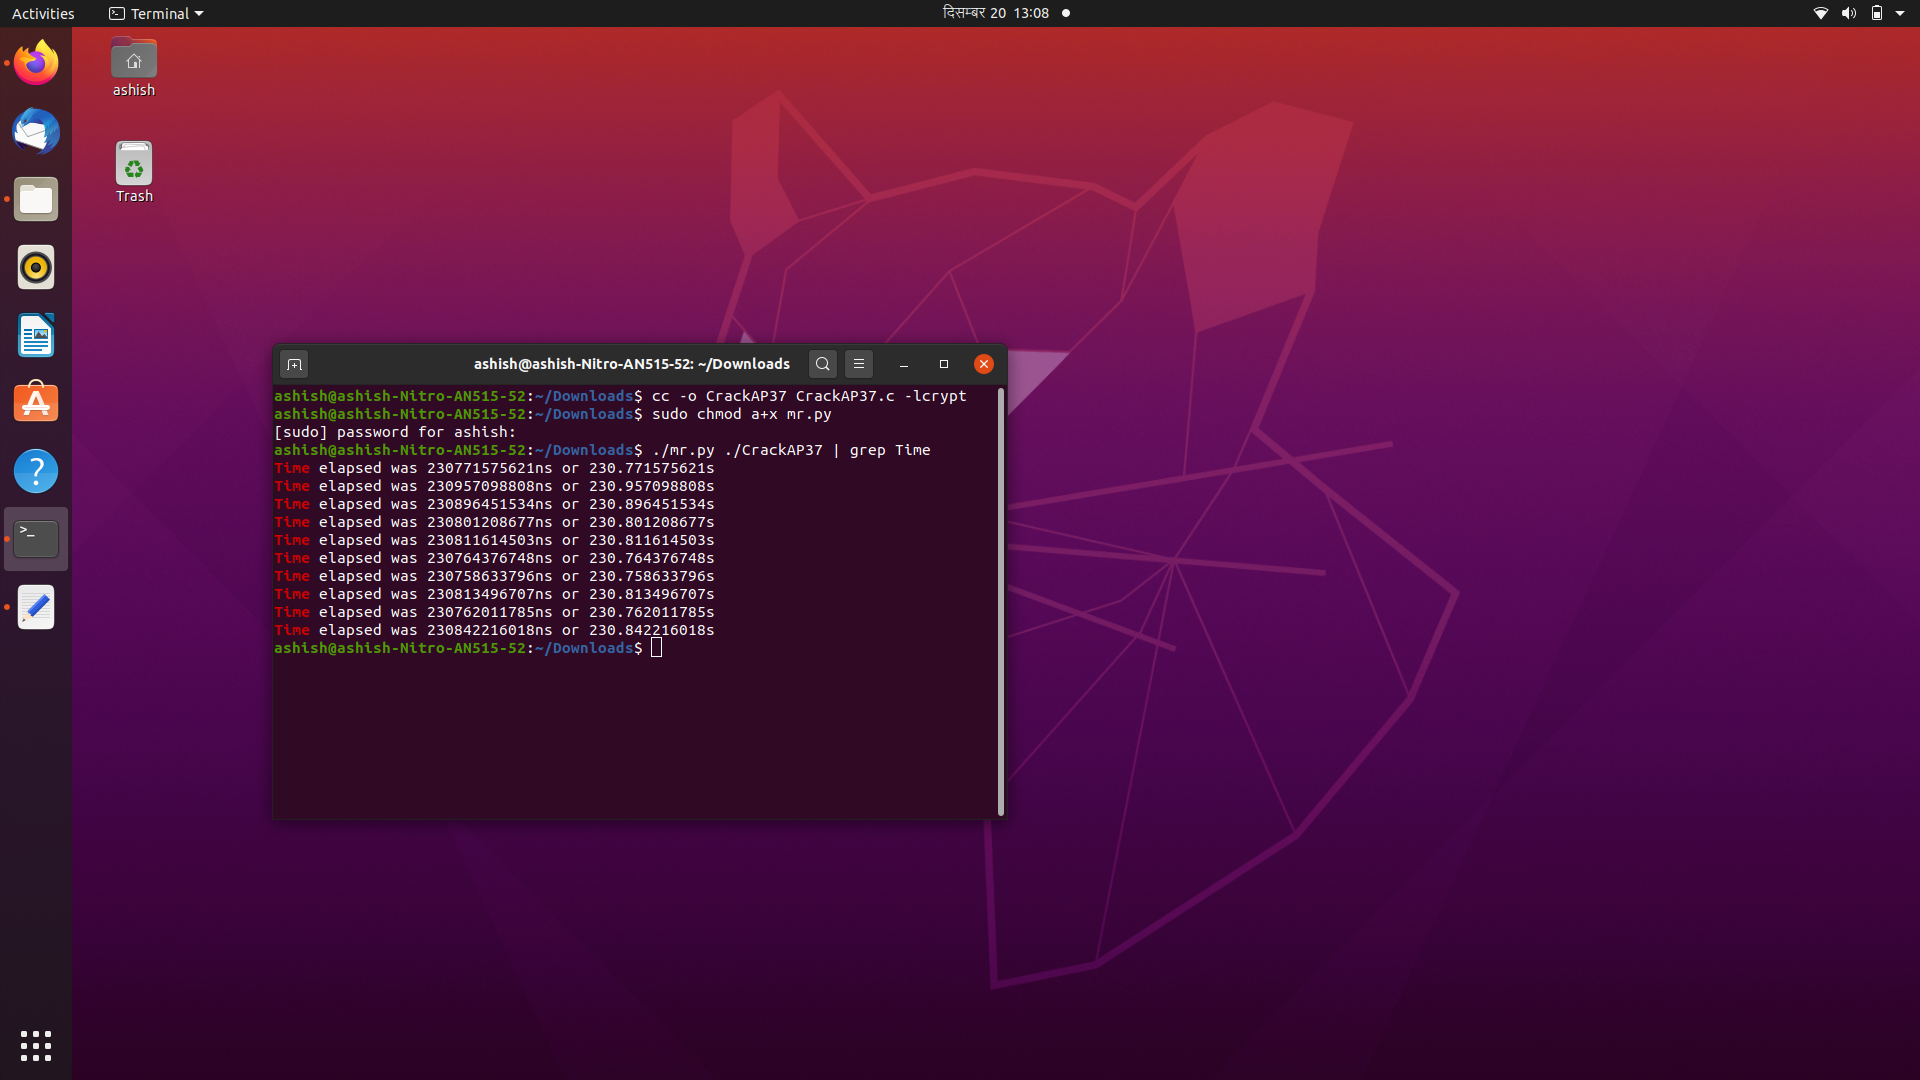 Activities
Terminal
दिसम्बर 20 13:08
ashish
Trash
ashish@ashish-Nitro-AN515-52: ~/Downloads
ashish@ashish-Nitro-AN515-52:~/Downloads$ cc -o CrackAP37 CrackAP37.c -lcrypt
ashish@ashish-Nitro-AN515-52:~/Downloads$ sudo chmod a+x mr.py
[sudo] password for ashish:
ashish@ashish-Nitro-AN515-52:~/Downloads$ ./mr.py ./CrackAP37 | grep Time
Time elapsed was 230771575621ns or 230.771575621s
Time elapsed was 230957098808ns or 230.957098808s
Time elapsed was 230896451534ns or 230.896451534s
Time elapsed was 230801208677ns or 230.801208677s
Time elapsed was 230811614503ns or 230.811614503s
Time elapsed was 230764376748ns or 230.764376748s
Time elapsed was 230758633796ns or 230.758633796s
Time elapsed was 230813496707ns or 230.813496707s
Time elapsed was 230762011785ns or 230.762011785s
Time elapsed was 230842216018ns or 230.842216018s
ashish@ashish-Nitro-AN515-52:~/Downloads$